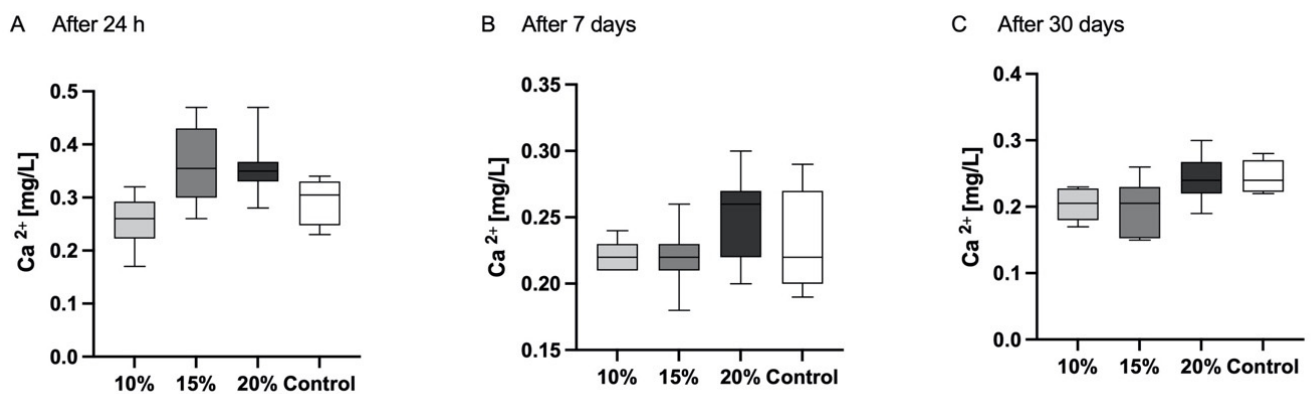 A After 24 h
Ca 2+ [mg/L]
0.5
0.4
0.3
0.2
0.1
0.0
10% 15% 20% Control
B After 7 days
Ca 2+ [mg/L]
0.35
0.30
0.25
0.20
0.15
10% 15% 20% Control
C After 30 days
Ca 2+ [mg/L]
0.4
0.3
0.2
0.1
0.0
10% 15% 20% Control